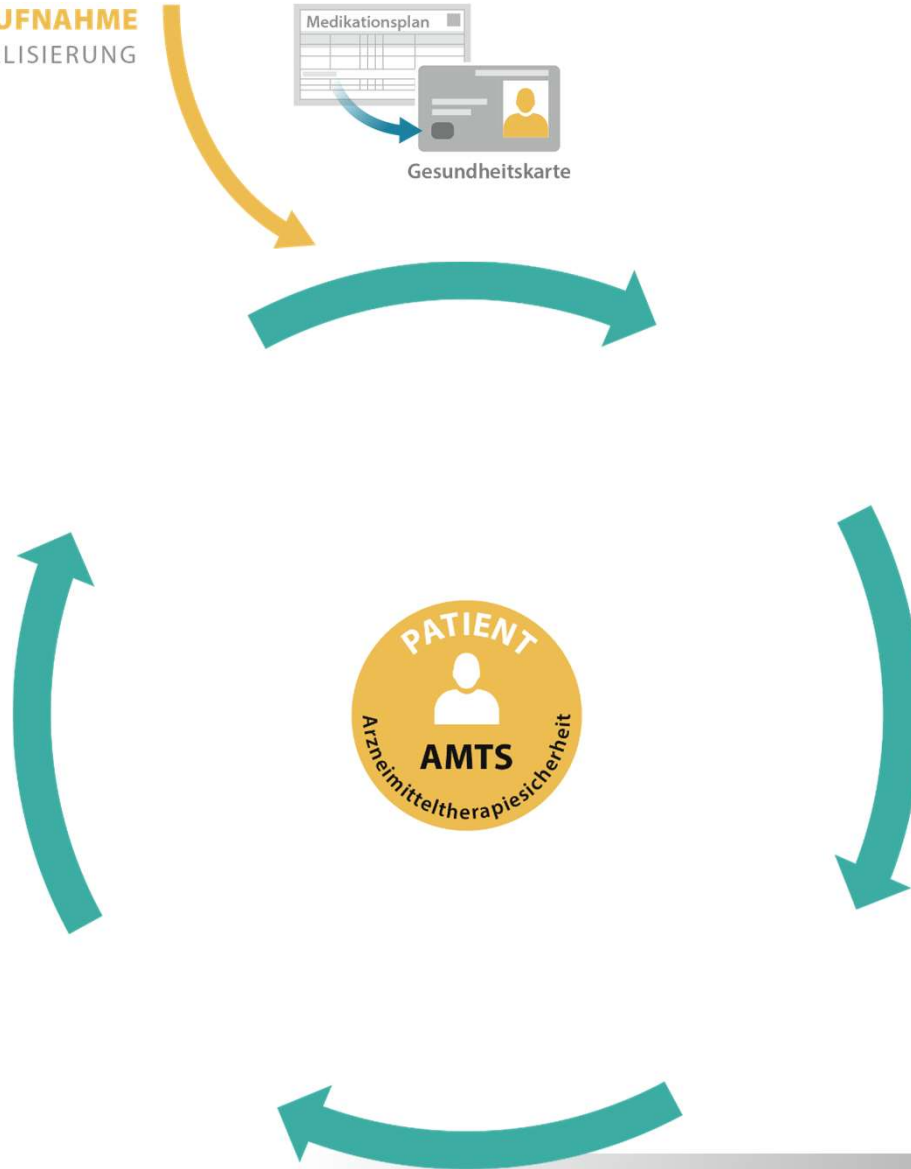 UFNAHME
LISIERUNG
Medikationsplan
Gesundheitskarte
PATIENT
AMTS
Arzneimitteltherapiesicherheit